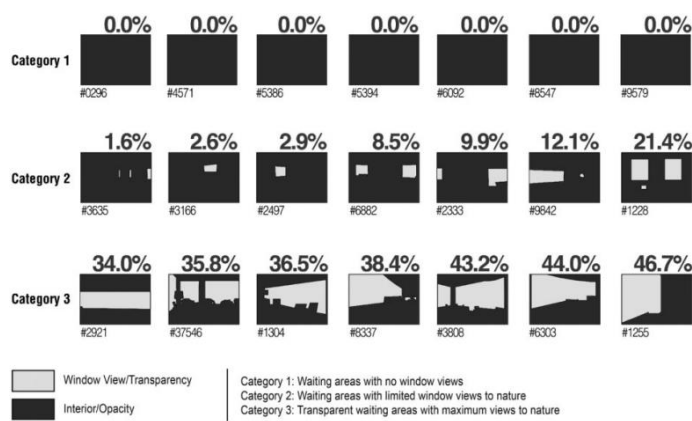 0.0% 0.0% 0.0% 0.0% 0.0% 0.0% 0.0%
Category 1
#0296 #4571 #5386 #5394 #6092 #8547 #9579
1.6% 2.6% 2.9% 8.5% 9.9% 12.1% 21.4%
Category 2
#3635 #3166 #2497 #6882 #2333 #9842 #1228
34.0% 35.8% 36.5% 38.4% 43.2% 44.0% 46.7%
Category 3
#2921 #37546 #1304 #8337 #3808 #6303 #1255
Window View/Transparency
Interior/Opacity
Category 1: Waiting areas with no window views
Category 2: Waiting areas with limited window views to nature
Category 3: Transparent waiting areas with maximum views to nature